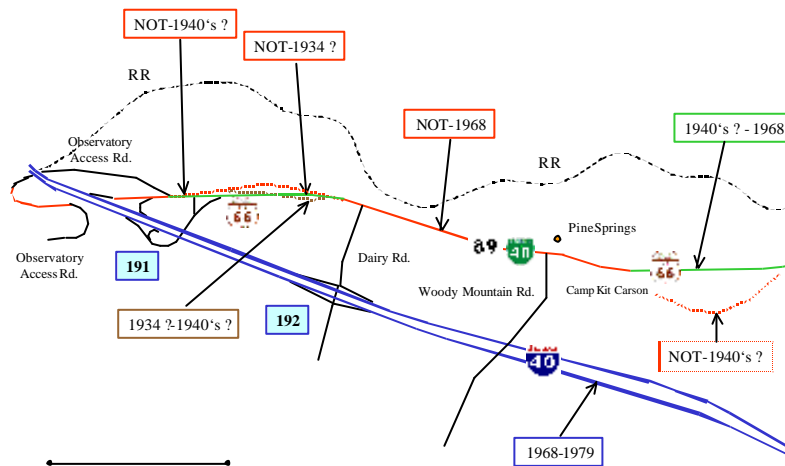 NOT-1940's ?
NOT-1934 ?
RR
NOT-1968
1940's ? - 1968
Observatory
Access Rd.
RR
66
PineSprings
89
40
66
Observatory
Access Rd.
191
Dairy Rd.
Woody Mountain Rd.
Camp Kit Carson
1934 ?-1940's ?
192
40
NOT-1940's ?
1968-1979